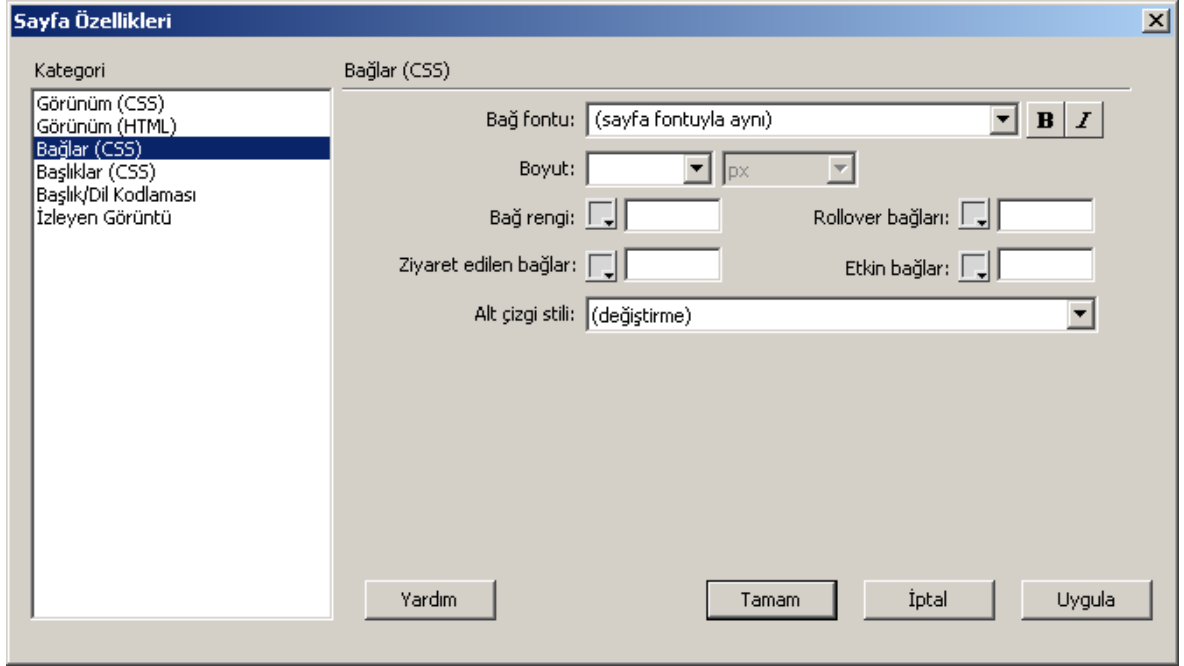 Sayfa Özellikleri
Kategori
Görünüm (CSS)
Görünüm (HTML)
Bağlar (CSS)
Başlıklar (CSS)
Başlık/Dil Kodlaması
İzleyen Görüntü
Bağlar (CSS)
Bağ fontu: (sayfa fontuyla aynı) B I
Boyut: px
Bağ rengi: Rollover bağları:
Ziyaret edilen bağlar: Etkin bağlar:
Alt çizgi stili: (değiştirme)
Yardım Tamam İptal Uygula